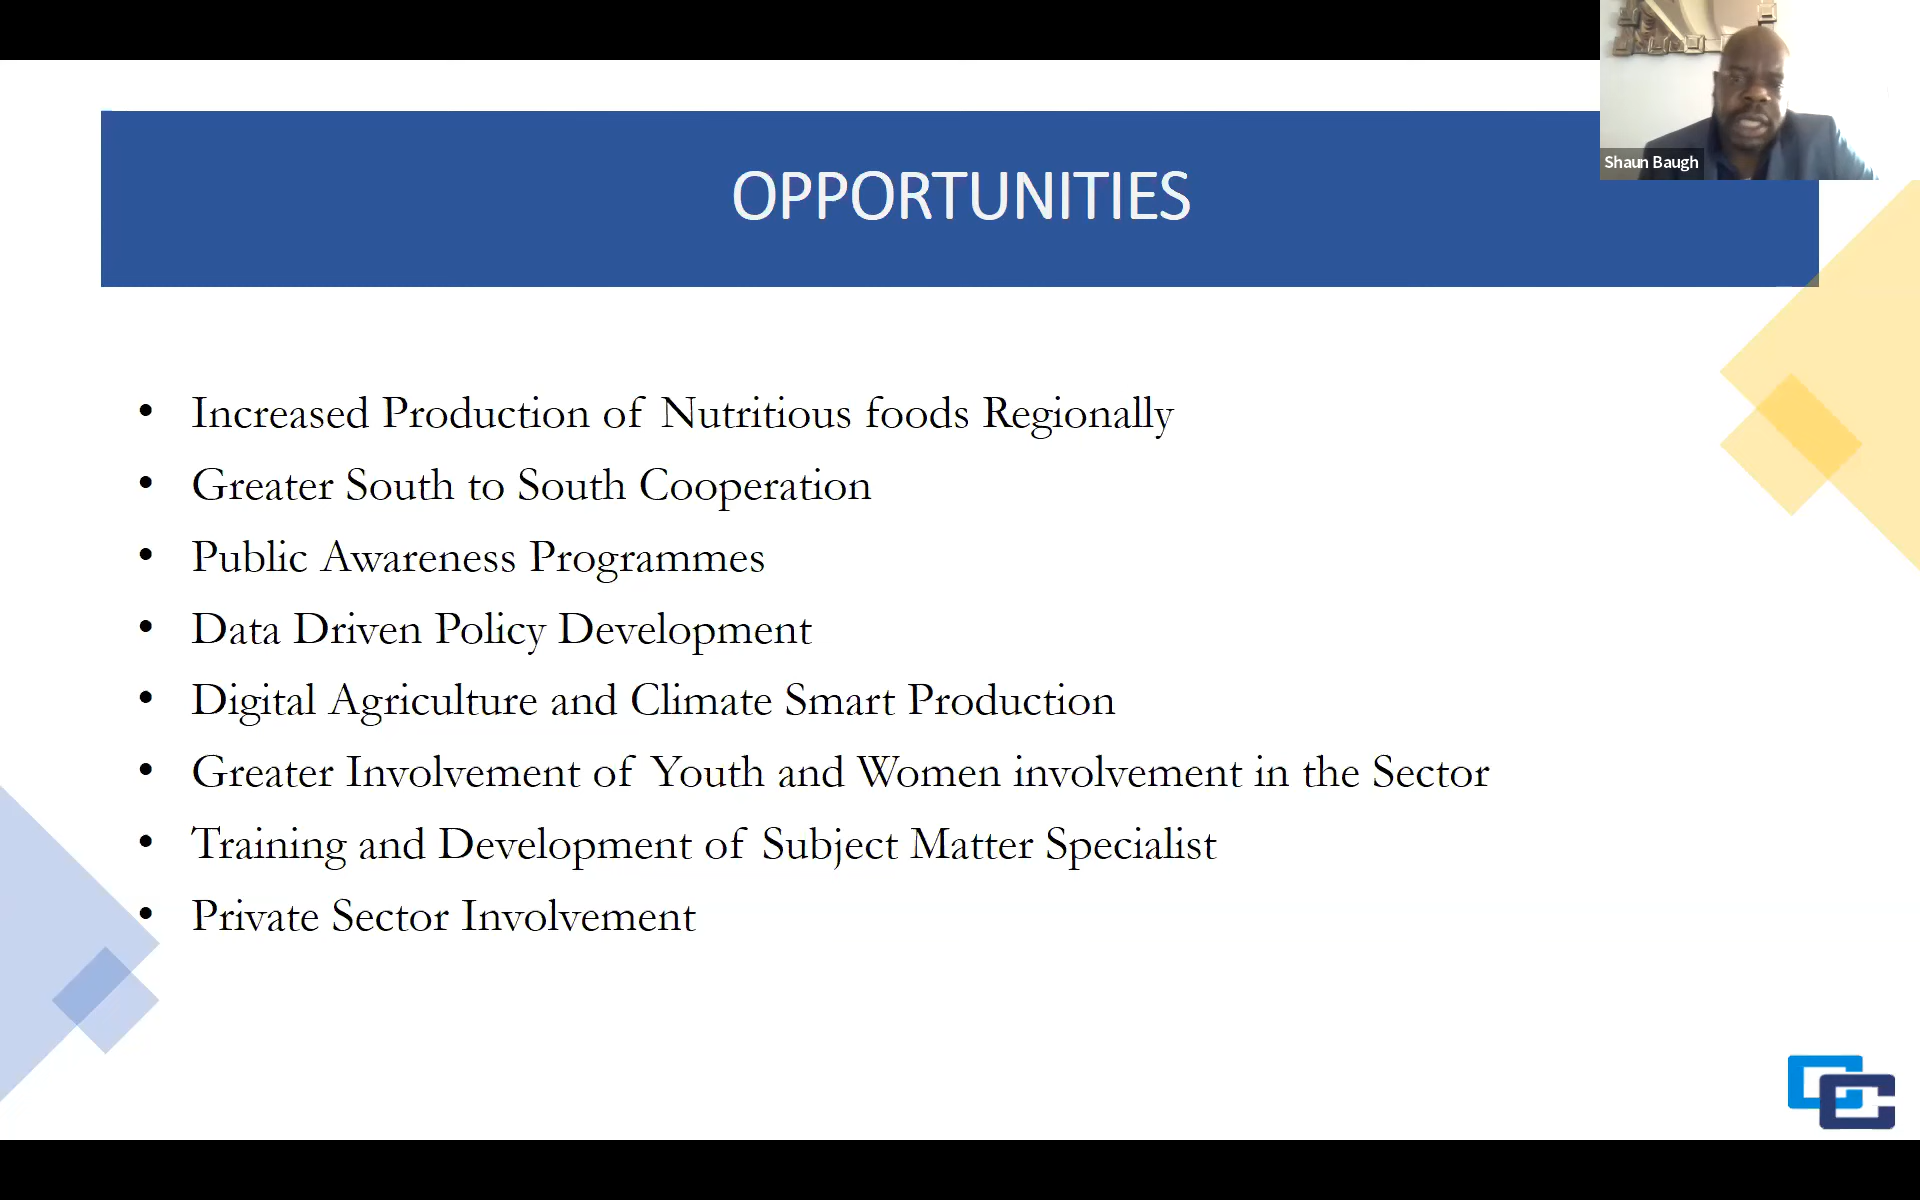 Shaun Baugh
OPPORTUNITIES
• Increased Production of Nutritious foods Regionally
• Greater South to South Cooperation
• Public Awareness Programmes
• Data Driven Policy Development
• Digital Agriculture and Climate Smart Production
• Greater Involvement of Youth and Women involvement in the Sector
• Training and Development of Subject Matter Specialist
• Private Sector Involvement